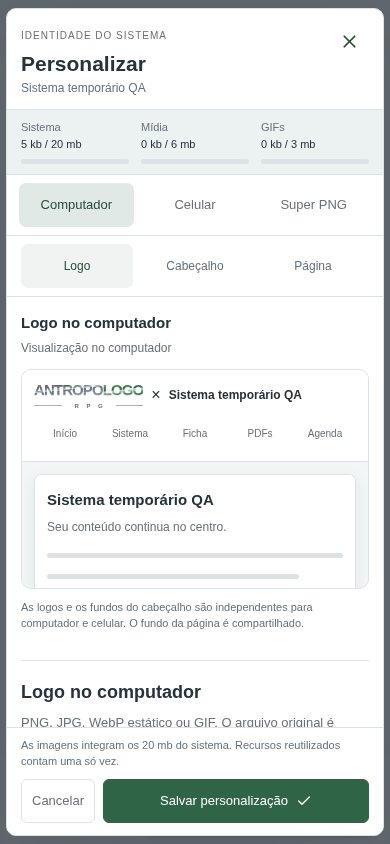 IDENTIDADE DO SISTEMA
Personalizar
Sistema temporário QA
Sistema
5 kb / 20 mb
Mídia
0 kb / 6 mb
GIFs
0 kb / 3 mb
Computador
Celular
Super PNG
Logo
Cabeçalho
Página
Logo no computador
Visualização no computador
ANTROPOLOGO
RPG
× Sistema temporário QA
Início
Sistema
Ficha
PDFs
Agenda
Sistema temporário QA
Seu conteúdo continua no centro.
As logos e os fundos do cabeçalho são independentes para
computador e celular. O fundo da página é compartilhado.
Logo no computador
PNG, JPG, WebP estático ou GIF. O arquivo original é
As imagens integram os 20 mb do sistema. Recursos reutilizados
contam uma só vez.
Cancelar
Salvar personalização